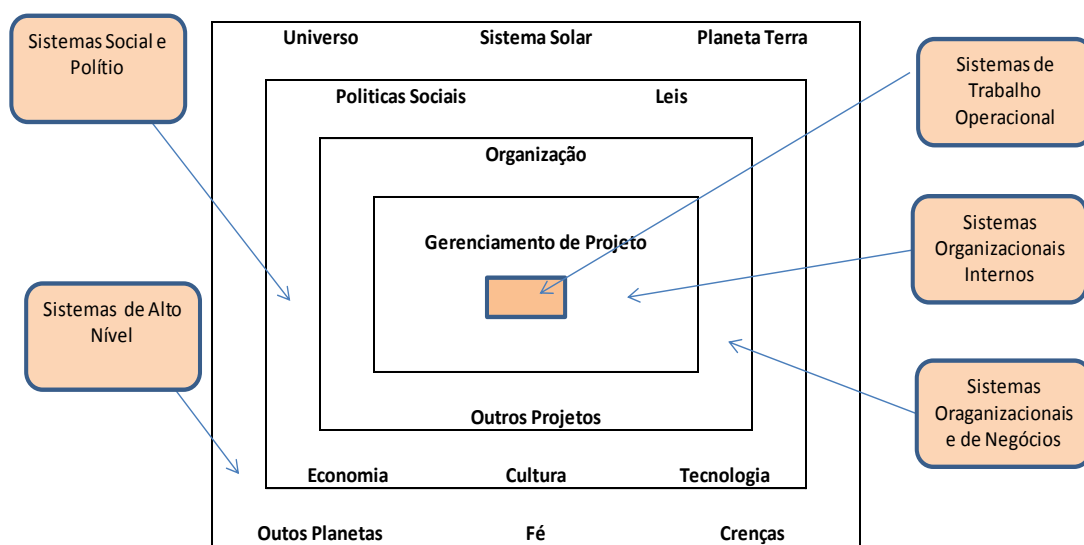 Sistemas Social e
Polítio
Universo
Sistema Solar
Planeta Terra
Sistemas de
Trabalho
Operacional
Politicas Sociais
Leis
Organização
Gerenciamento de Projeto
Sistemas
Organizacionais
Internos
Sistemas de Alto
Nível
Sistemas
Oraganizacionais
e de Negócios
Outros Projetos
Economia
Cultura
Tecnologia
Outos Planetas
Fé
Crenças